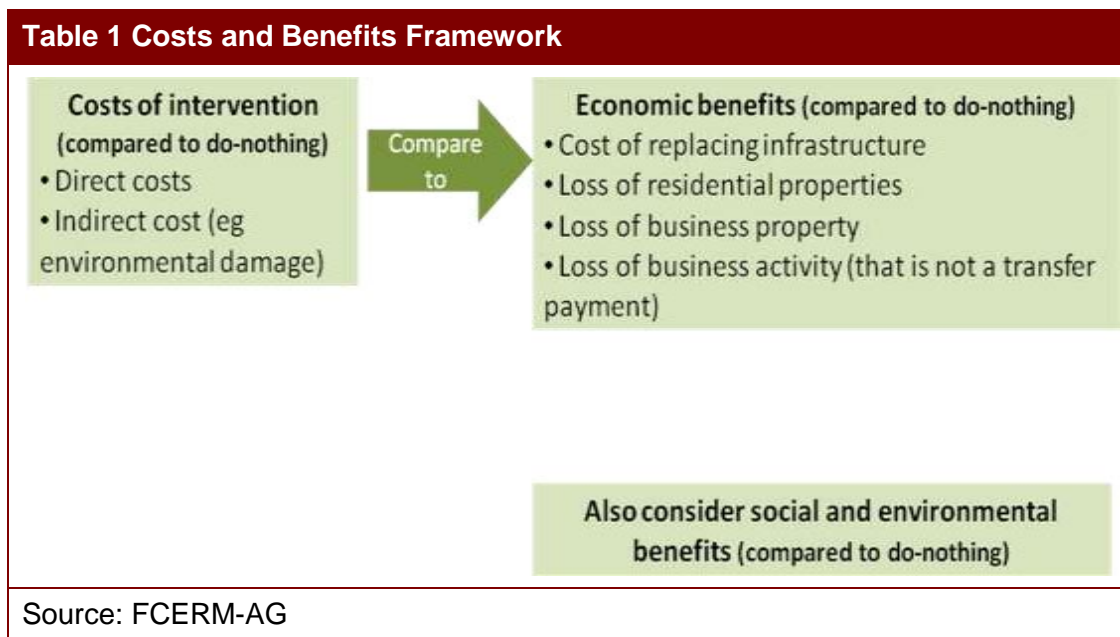 Table 1 Costs and Benefits Framework
Costs of intervention
(compared to do-nothing)
• Direct costs
• Indirect cost (eg
environmental damage)
Compare
to
Economic benefits (compared to do-nothing)
• Cost of replacing infrastructure
• Loss of residential properties
• Loss of business property
• Loss of business activity (that is not a transfer
payment)
Also consider social and environmental
benefits (compared to do-nothing)
Source: FCERM-AG